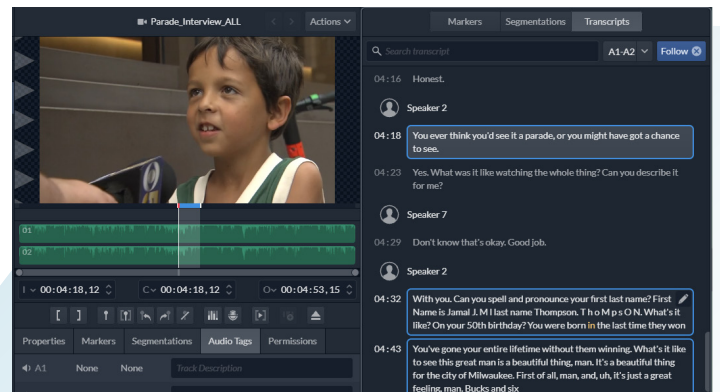 Parade_Interview_ALL
Actions
01
02
I 00:04:18,12
C 00:04:18,12
O 00:04:53,15
Properties
Markers
Segmentations
Audio Tags
Permissions
A1
None
None
Track Description
Markers
Segmentations
Transcripts
Search transcript
A1-A2
Follow
04:16 Honest.
Speaker 2
04:18 You ever think you'd see it a parade, or you might have got a chance
to see.
04:23 Yes. What was it like watching the whole thing? Can you describe it
for me?
Speaker 7
04:29 Don't know that's okay. Good job.
Speaker 2
04:32 With you. Can you spell and pronounce your first last name? First
Name is Jamal J. M I last name Thompson. T h o M p s O N. What's it
like? On your 50th birthday? You were born in the last time they won
04:43 You've gone your entire lifetime without them winning. What's it like
to see this great man is a beautiful thing, man. It's a beautiful thing
for the city of Milwaukee. First of all, man, and, uh, it's just a great
feeling, man. Bucks and six